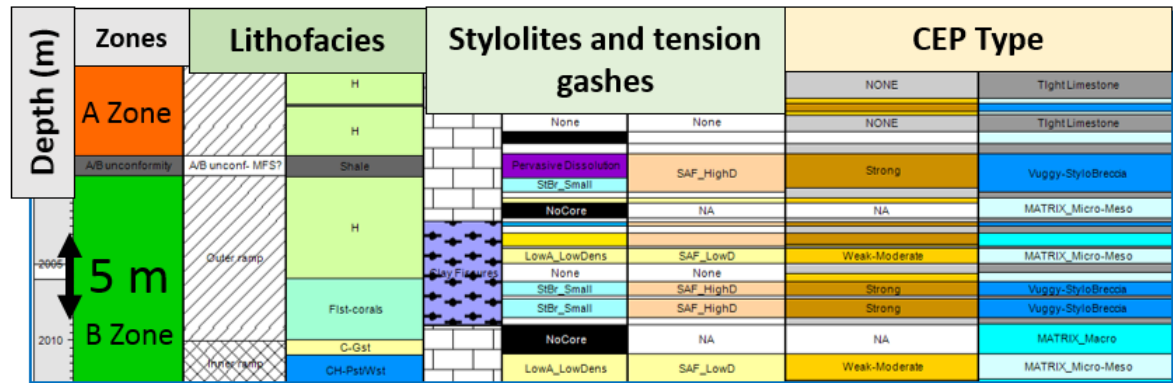 Depth (m)
Zones
Lithofacies
Stylolites and tension
gashes
CEP Type
A Zone
H
NONE
Tight Limestone
H
None
None
NONE
Tight Limestone
A/B unconformity
A/B unconf- MFS?
Shale
Pervasive Dissolution
SAF_HighD
Strong
Vuggy-StyloBreccia
StBr_Small
H
NoCore
NA
NA
MATRIX_Micro-Meso
2005
5 m
Outer ramp
Clay Fissures
LowA_LowDens
SAF_LowD
Weak-Moderate
MATRIX_Micro-Meso
None
None
StBr_Small
SAF_HighD
Strong
Vuggy-StyloBreccia
Flst-corals
StBr_Small
SAF_HighD
Strong
Vuggy-StyloBreccia
2010
B Zone
C-Gst
NoCore
NA
NA
MATRIX_Macro
Inner ramp
CH-Pst/Wst
LowA_LowDens
SAF_LowD
Weak-Moderate
MATRIX_Micro-Meso